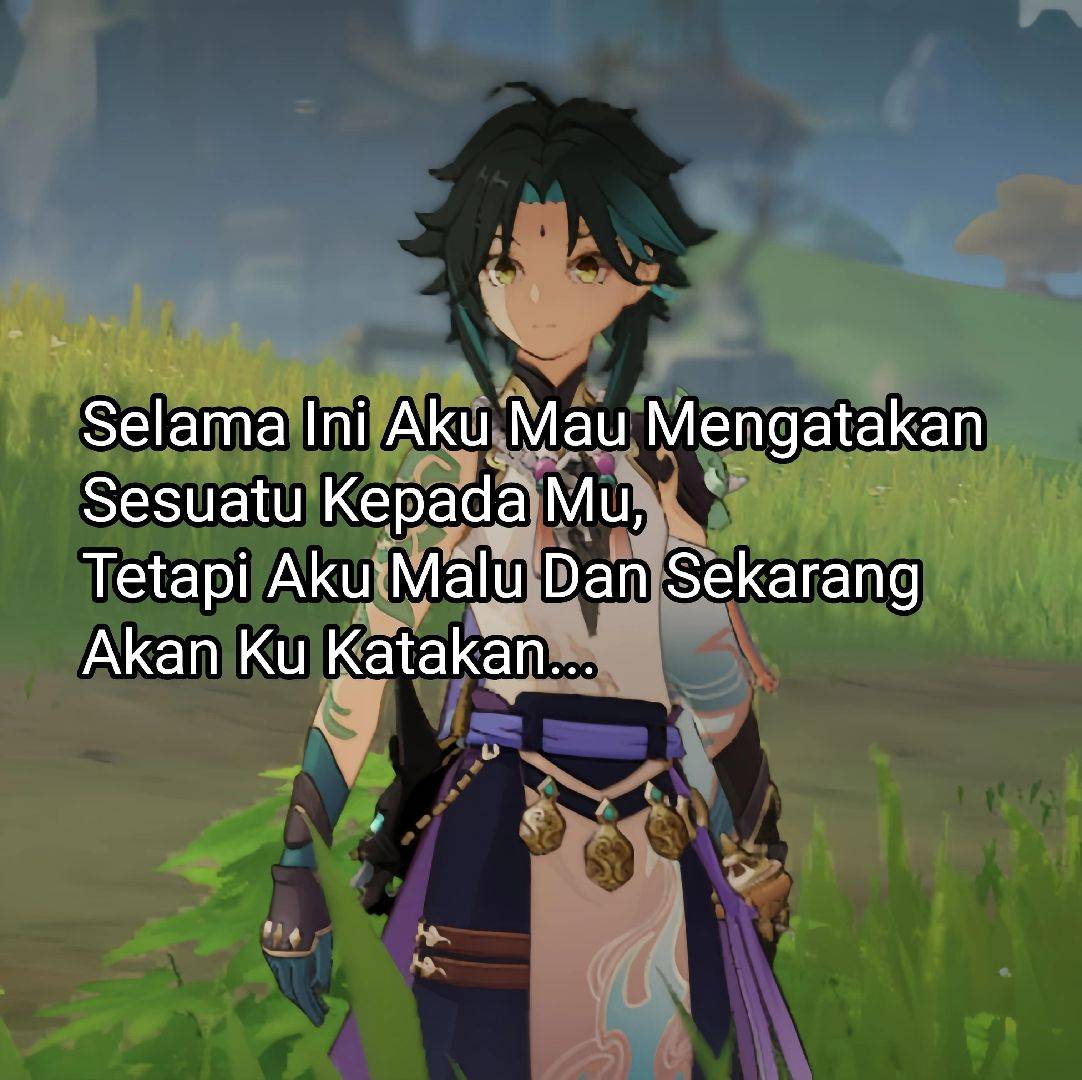 Selama Ini Aku Mau Mengatakan
Sesuatu Kepada Mu,
Tetapi Aku Malu Dan Sekarang
Akan Ku Katakan...